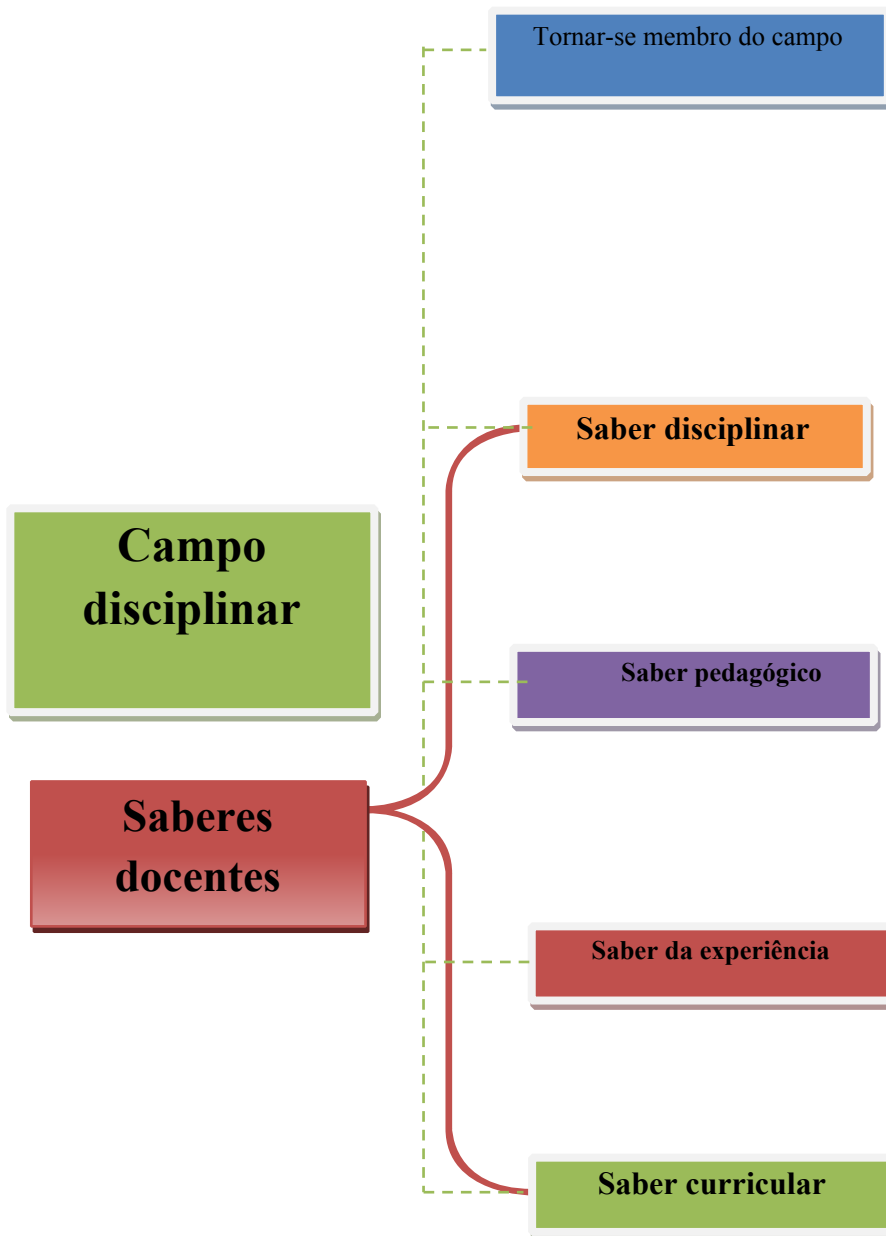 Tornar-se membro do campo
Saber disciplinar
Campo
disciplinar
Saber pedagógico
Saberes
docentes
Saber da experiência
Saber curricular